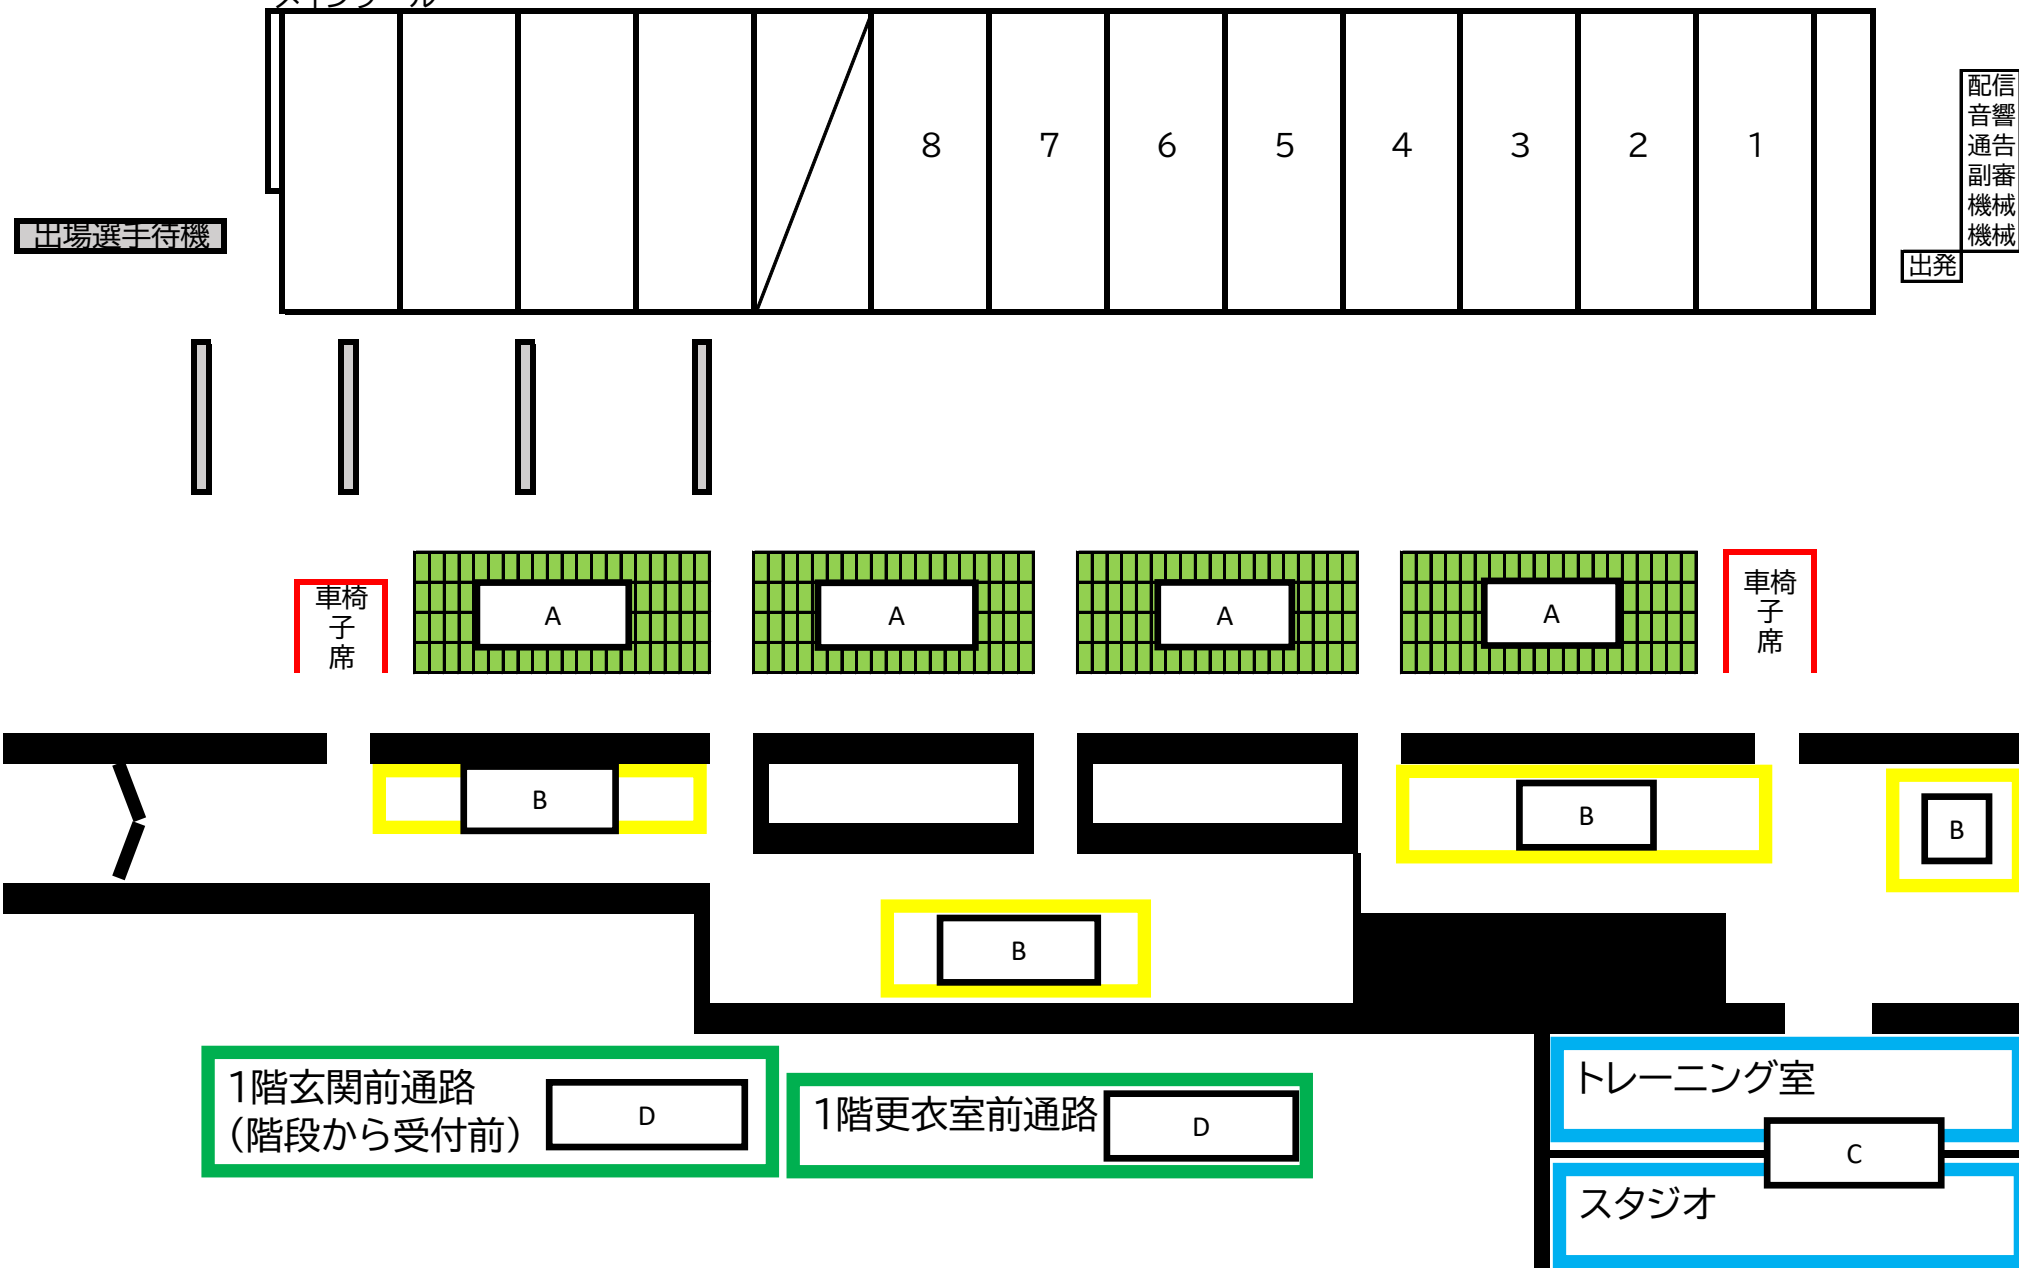 8 7 6 5 4 3 2 1
配信
音響
通告
副審
機械
機械
出発
出場選手待機
車椅
子
席
A
A
A
A
車椅
子
席
B
B
B
B
1階玄関前通路
(階段から受付前)
D
1階更衣室前通路
D
トレーニング室
C
スタジオ